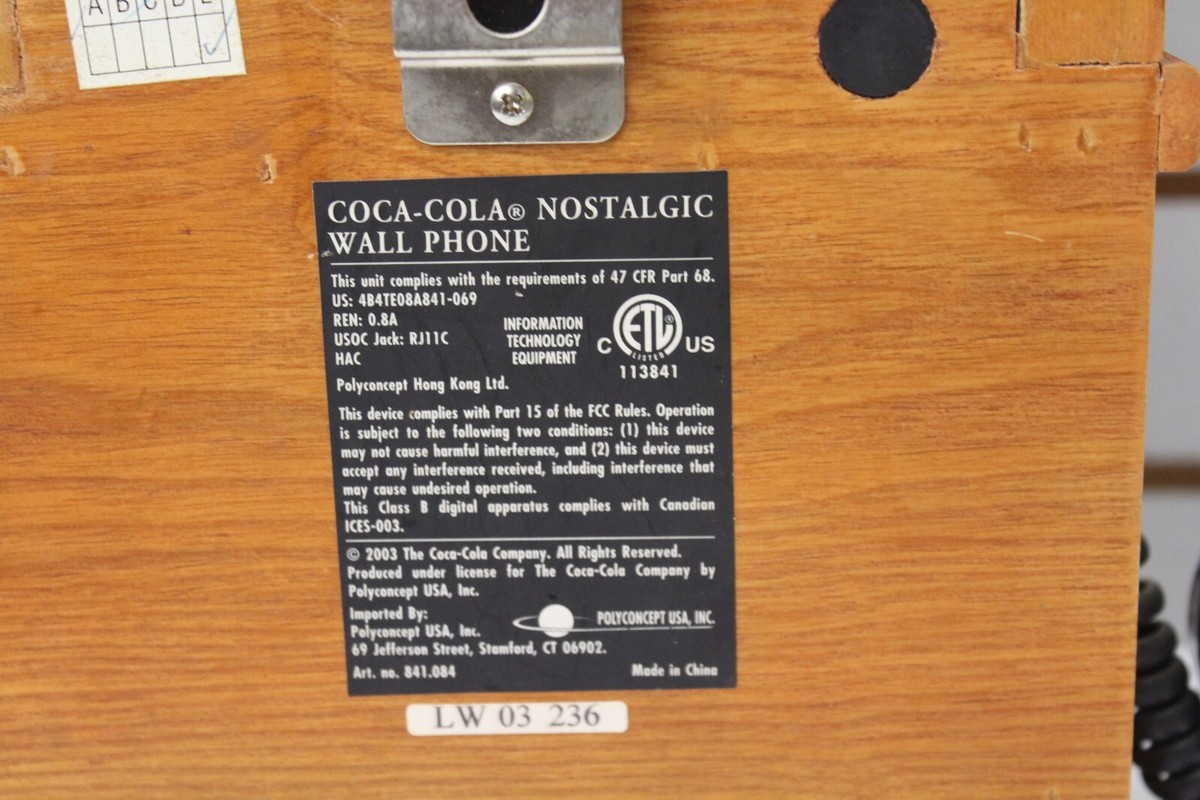 A B C D E
COCA-COLA® NOSTALGIC
WALL PHONE
This unit complies with the requirements of 47 CFR Part 68.
US: 4B4TE08A841-069
REN: 0.8A
USOC Jack: RJ11C
HAC
INFORMATION
TECHNOLOGY
EQUIPMENT
C ETL® US
LISTED
113841
Polyconcept Hong Kong Ltd.
This device complies with Part 15 of the FCC Rules. Operation
is subject to the following two conditions: (1) this device
may not cause harmful interference, and (2) this device must
accept any interference received, including interference that
may cause undesired operation.
This Class B digital apparatus complies with Canadian
ICES-003.
© 2003 The Coca-Cola Company. All Rights Reserved.
Produced under license for The Coca-Cola Company by
Polyconcept USA, Inc.
Imported By:
Polyconcept USA, Inc.
POLYCONCEPT USA, INC.
69 Jefferson Street, Stamford, CT 06902.
Art. no. 841.084 Made in China
LW 03 236